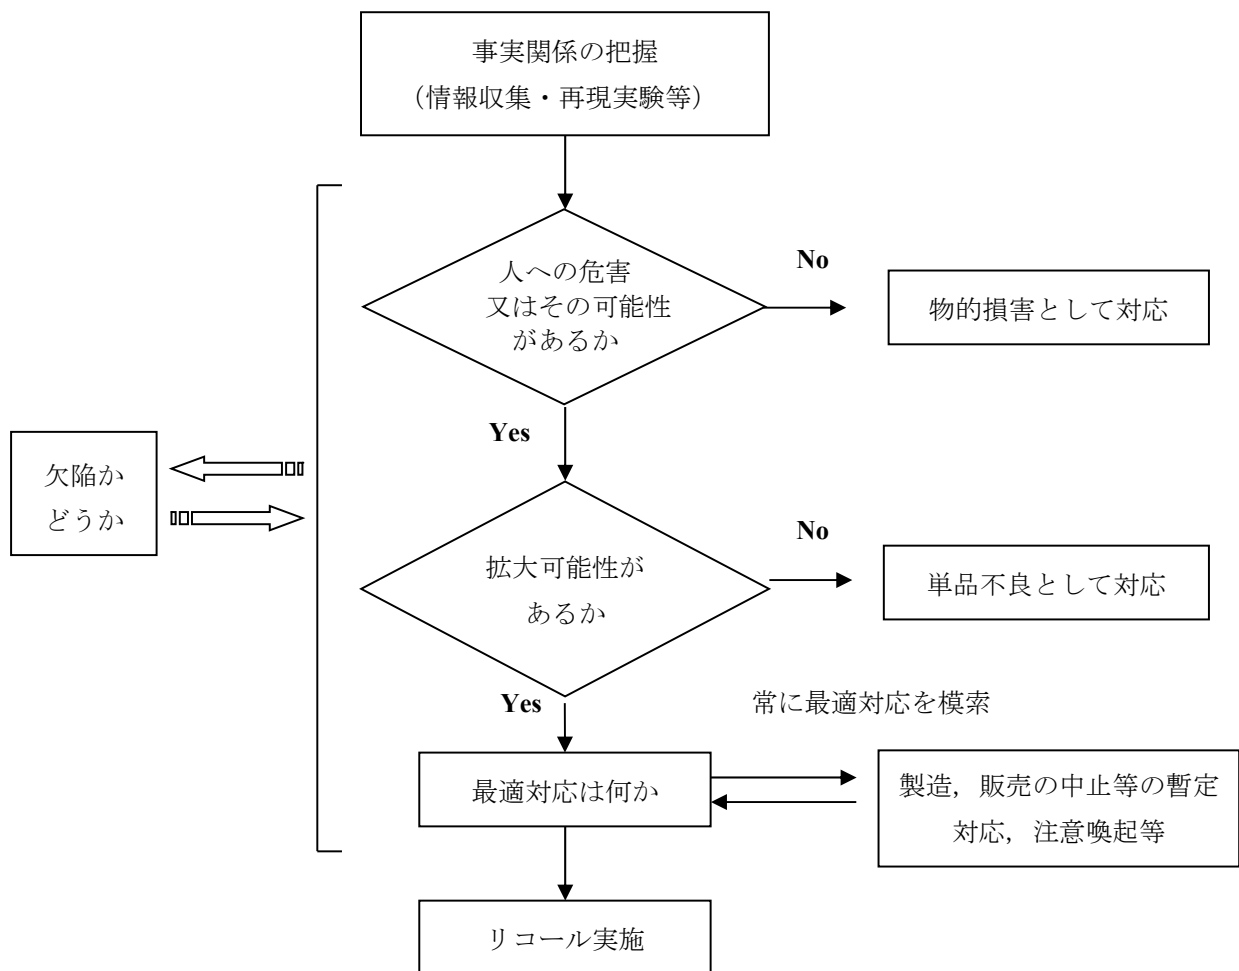 事実関係の把握
（情報収集・再現実験等）
人への危害
又はその可能性
があるか
No
物的損害として対応
Yes
欠陥か
どうか
拡大可能性が
あるか
No
単品不良として対応
Yes
常に最適対応を模索
最適対応は何か
製造，販売の中止等の暫定
対応，注意喚起等
リコール実施